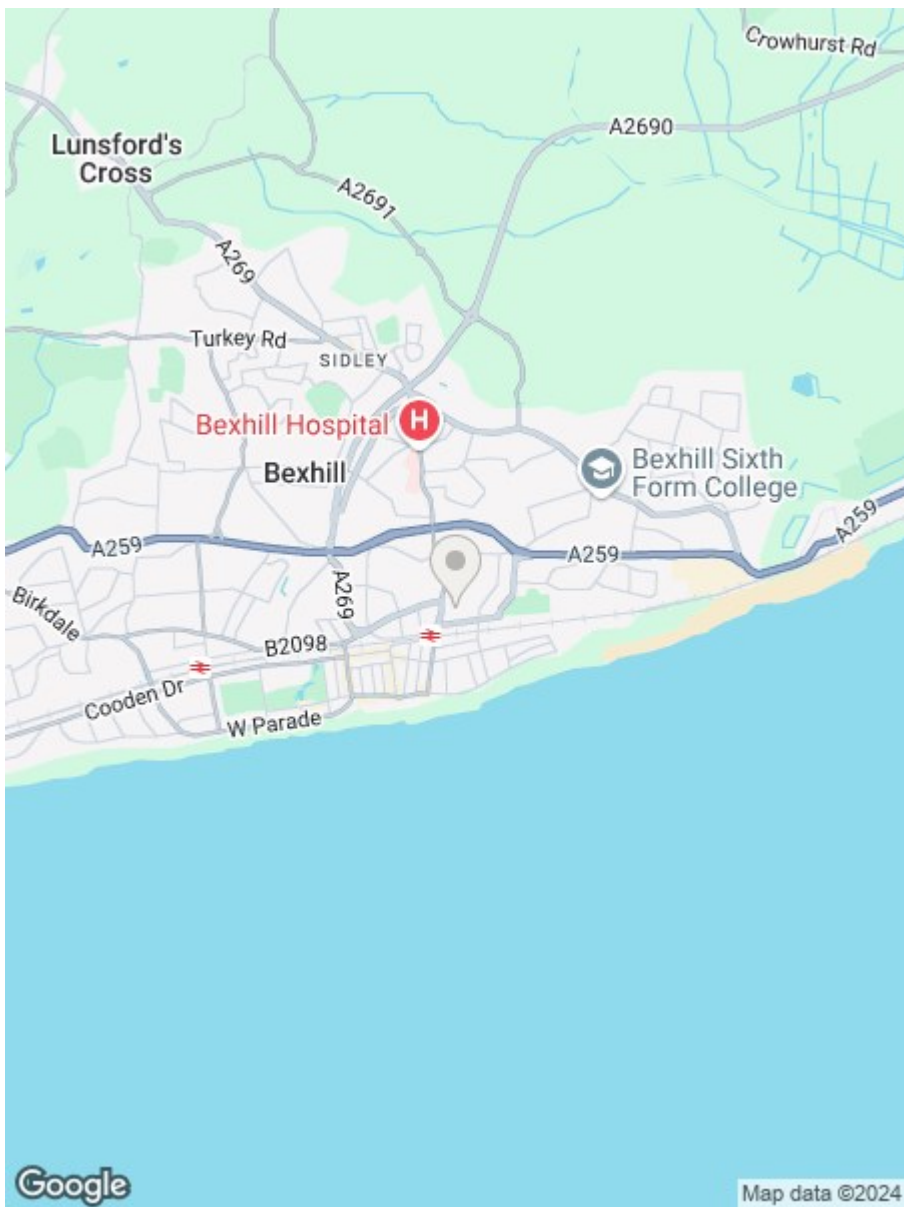 Crowhurst Rd
A2690
Lunsford's
Cross
A2691
A269
Turkey Rd
SIDLEY
Bexhill Hospital
H
Bexhill
Bexhill Sixth
Form College
A259
A259
A259
A269
Birkdale
B2098
Cooden Dr
W Parade
Google
Map data ©2024